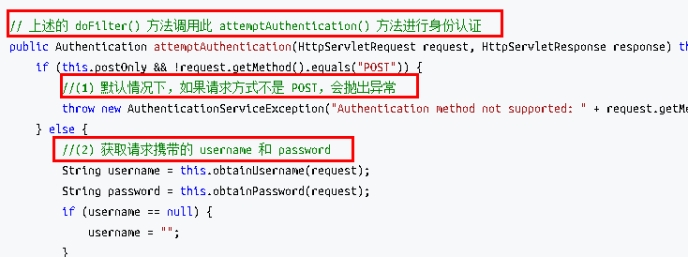 // 上述的 doFilter() 方法调用此 attemptAuthentication() 方法进行身份认证
public Authentication attemptAuthentication(HttpServletRequest request, HttpServletResponse response) th
if (this.postOnly && !request.getMethod().equals("POST")) {
//(1) 默认情况下，如果请求方式不是 POST，会抛出异常
throw new AuthenticationServiceException("Authentication method not supported: " + request.getMe
} else {
//(2) 获取请求携带的 username 和 password
String username = this.obtainUsername(request);
String password = this.obtainPassword(request);
if (username == null) {
username = "";
}